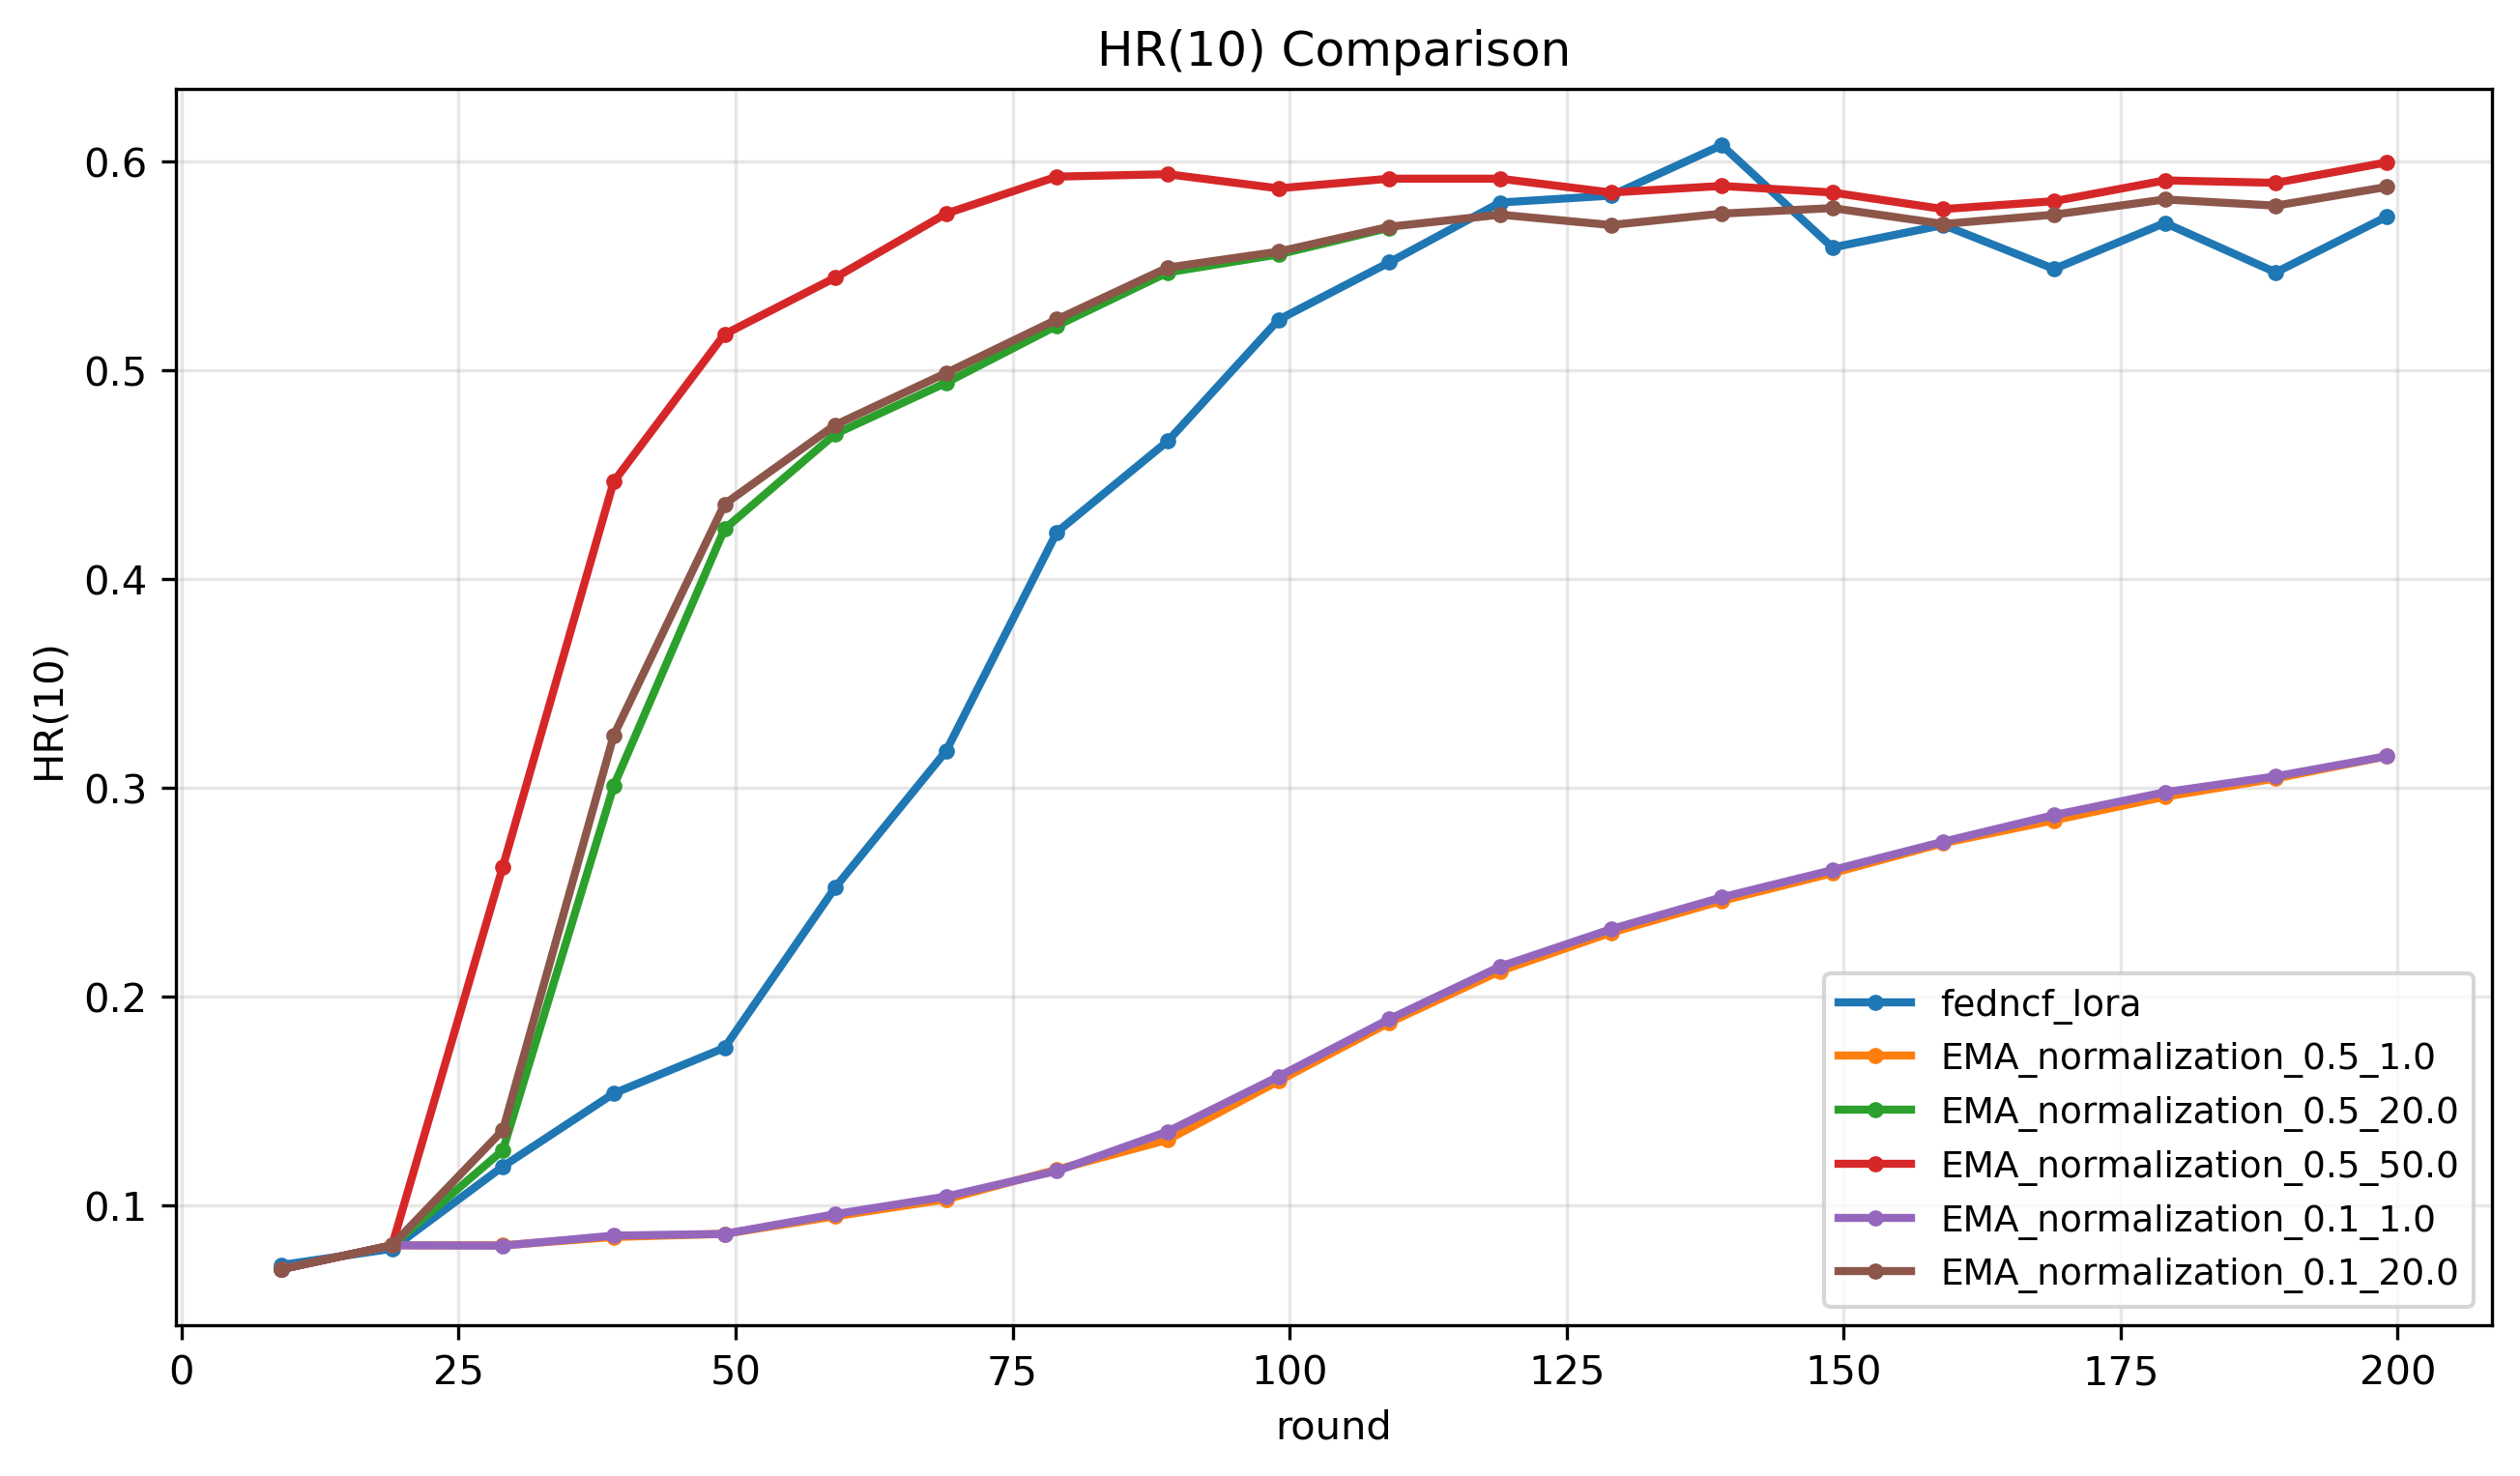 HR(10) Comparison
HR(10)
0.6
0.5
0.4
0.3
0.2
0.1
0 25 50 75 100 125 150 175 200
round
fedncf_lora
EMA_normalization_0.5_1.0
EMA_normalization_0.5_20.0
EMA_normalization_0.5_50.0
EMA_normalization_0.1_1.0
EMA_normalization_0.1_20.0